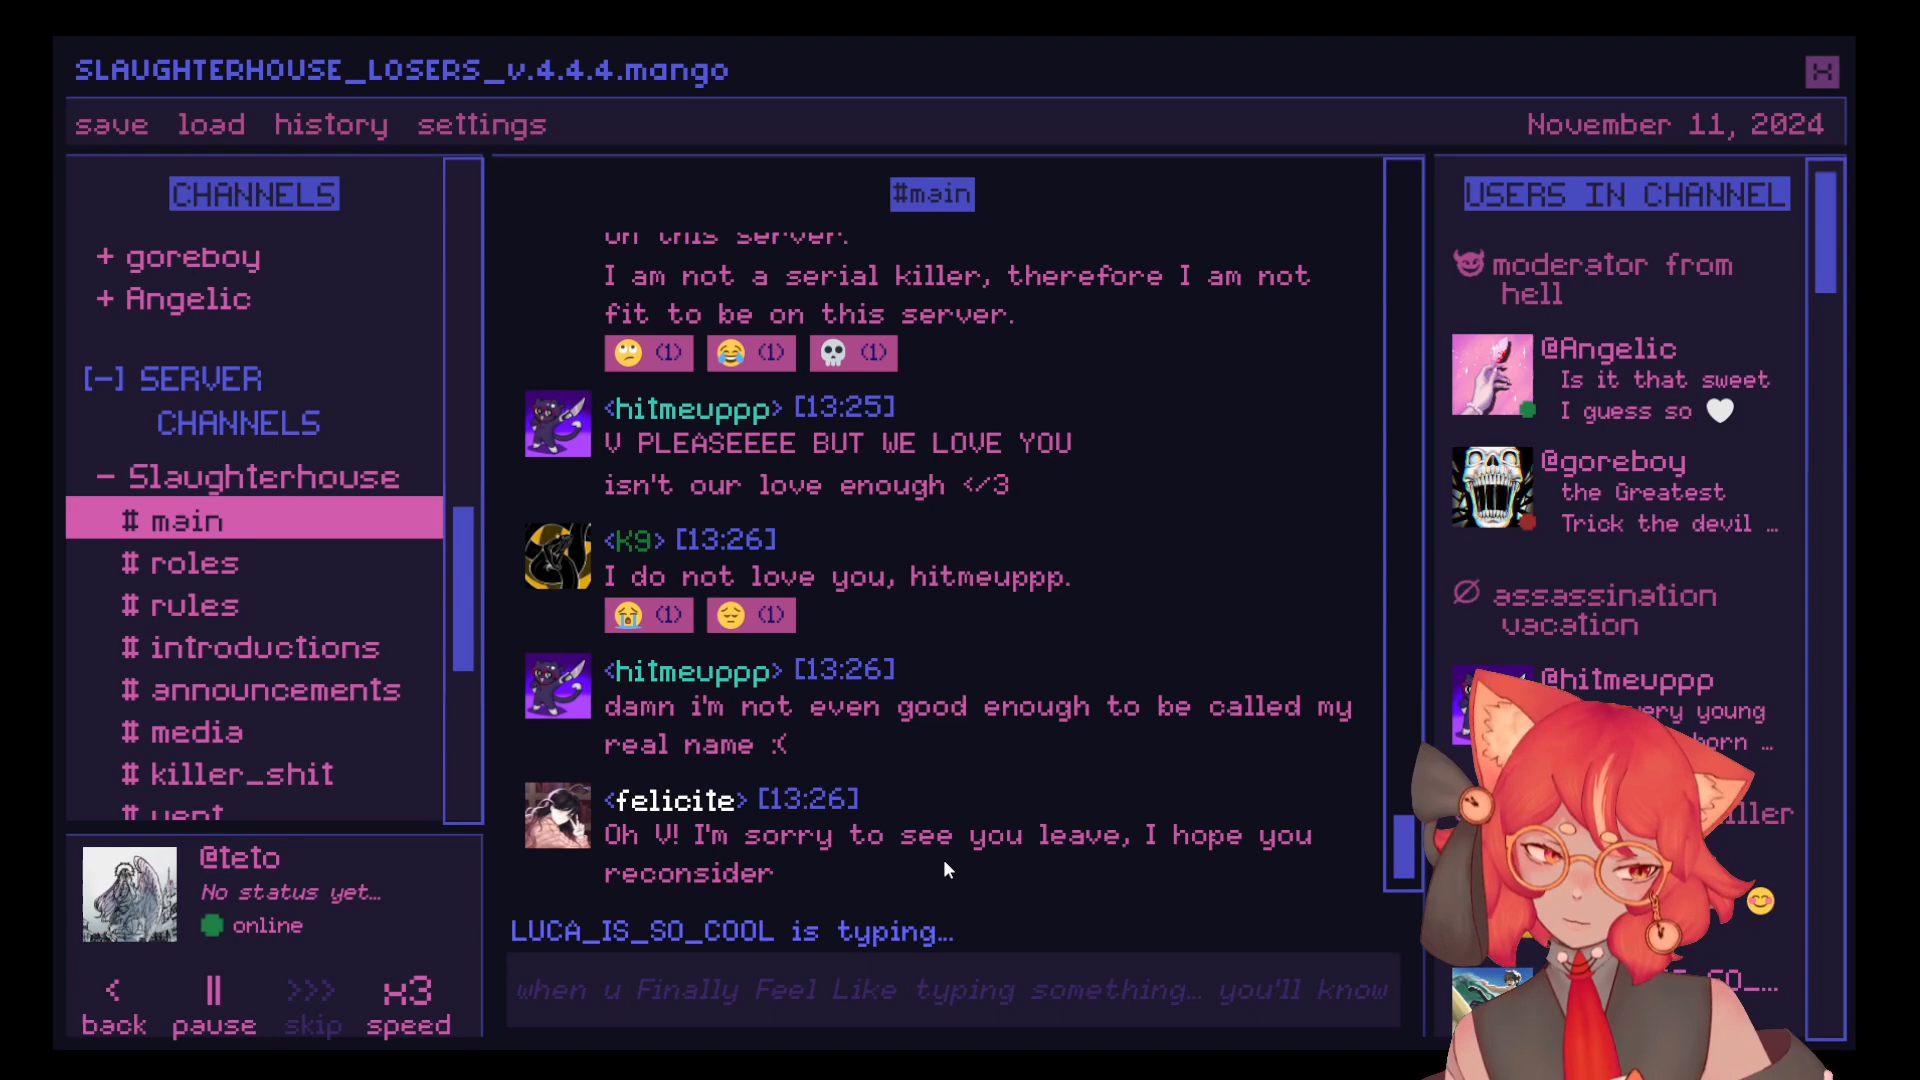 SLAUGHTERHOUSE_LOSERS_v.4.4.4.mango
save load history settings
November 11, 2024
CHANNELS
+ goreboy
+ Angelic
[-] SERVER
CHANNELS
- Slaughterhouse
# main
# roles
# rules
# introductions
# announcements
# media
# killer_shit
# vent
@teto
No status yet...
online
< || >>> x3
back pause skip speed
#main
on this server.
I am not a serial killer, therefore I am not
fit to be on this server.
(1) (1) (1)
<hitmeuppp> [13:25]
V PLEASEEEE BUT WE LOVE YOU
isn't our love enough </3
<K9> [13:26]
I do not love you, hitmeuppp.
(1) (1)
<hitmeuppp> [13:26]
damn i'm not even good enough to be called my
real name :(
<felicite> [13:26]
Oh V! I'm sorry to see you leave, I hope you
reconsider
LUCA_IS_SO_COOL is typing...
when u Finally Feel Like typing something... you'll know
USERS IN CHANNEL
moderator from
hell
@Angelic
Is it that sweet
I guess so
@goreboy
the Greatest
Trick the devil ...
assassination
vacation
@hitmeuppp
very young
born ...